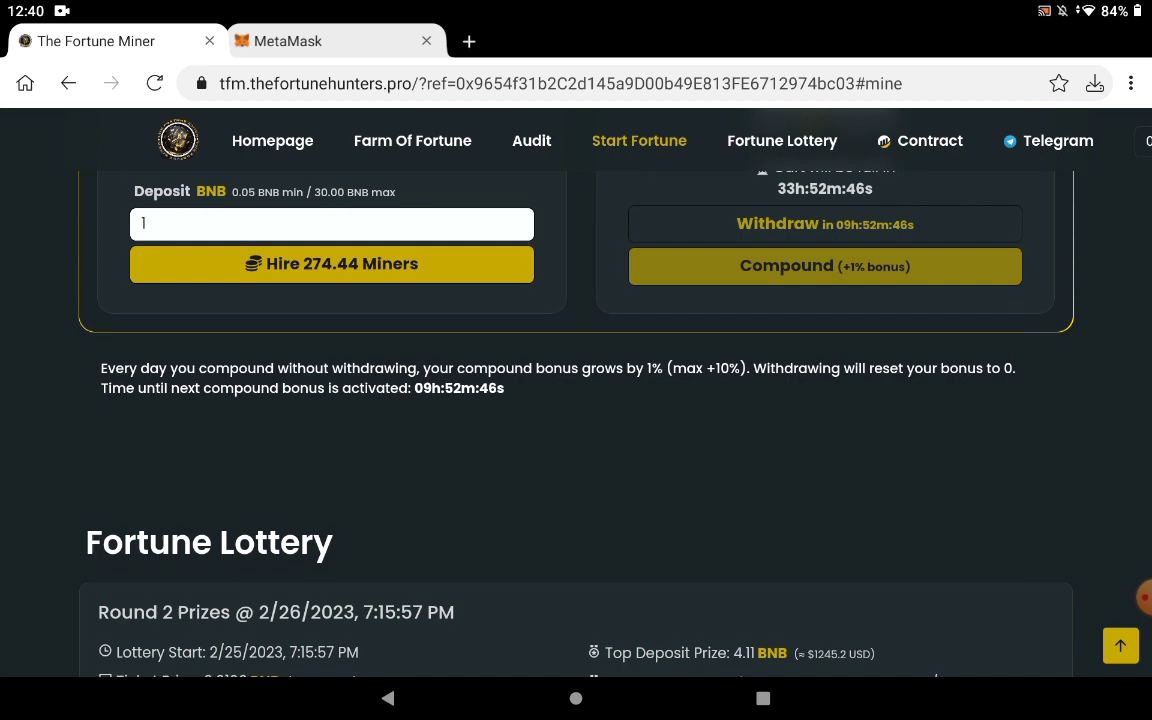 12:40
84%
The Fortune Miner
MetaMask
tfm.thefortunehunters.pro/?ref=0x9654f31b2C2d145a9D00b49E813FE6712974bc03#mine
Homepage Farm Of Fortune Audit Start Fortune Fortune Lottery Contract Telegram
Deposit BNB 0.05 BNB min / 30.00 BNB max
1
Hire 274.44 Miners
33h:52m:46s
Withdraw in 09h:52m:46s
Compound (+1% bonus)
Every day you compound without withdrawing, your compound bonus grows by 1% (max +10%). Withdrawing will reset your bonus to 0.
Time until next compound bonus is activated: 09h:52m:46s
Fortune Lottery
Round 2 Prizes @ 2/26/2023, 7:15:57 PM
Lottery Start: 2/25/2023, 7:15:57 PM
Top Deposit Prize: 4.11 BNB (≈ $1245.2 USD)